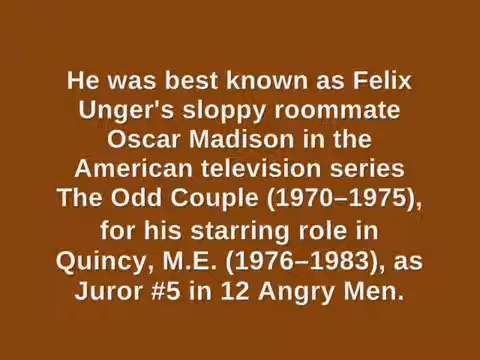 He was best known as Felix
Unger's sloppy roommate
Oscar Madison in the
American television series
The Odd Couple (1970–1975),
for his starring role in
Quincy, M.E. (1976–1983), as
Juror #5 in 12 Angry Men.